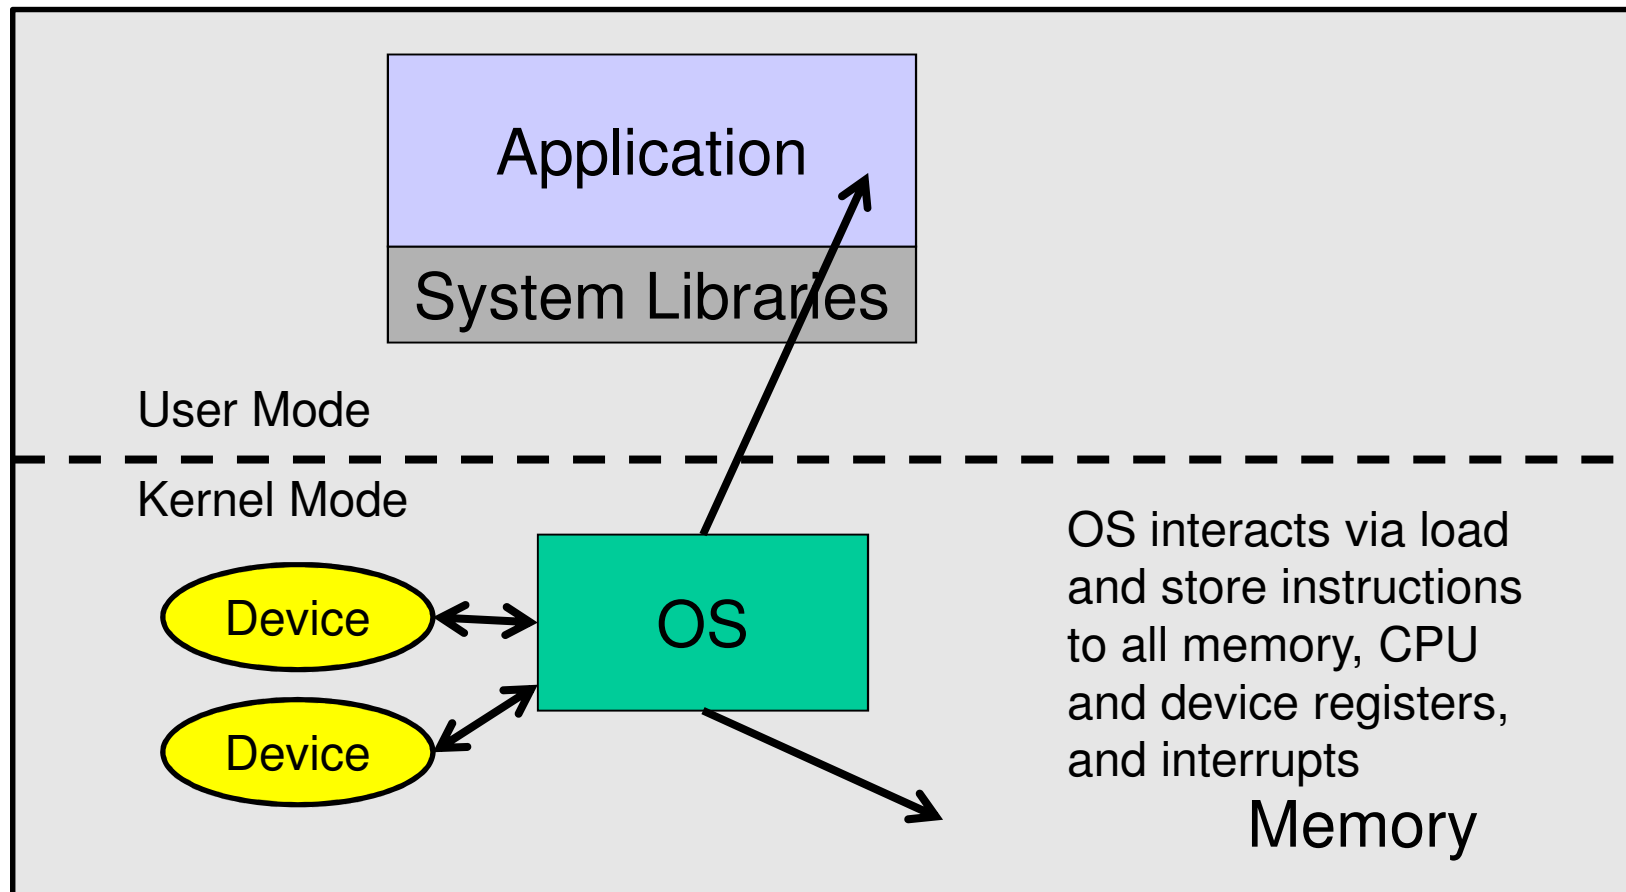 Application
System Libraries
User Mode
Kernel Mode
Device
Device
OS
OS interacts via load
and store instructions
to all memory, CPU
and device registers,
and interrupts
Memory